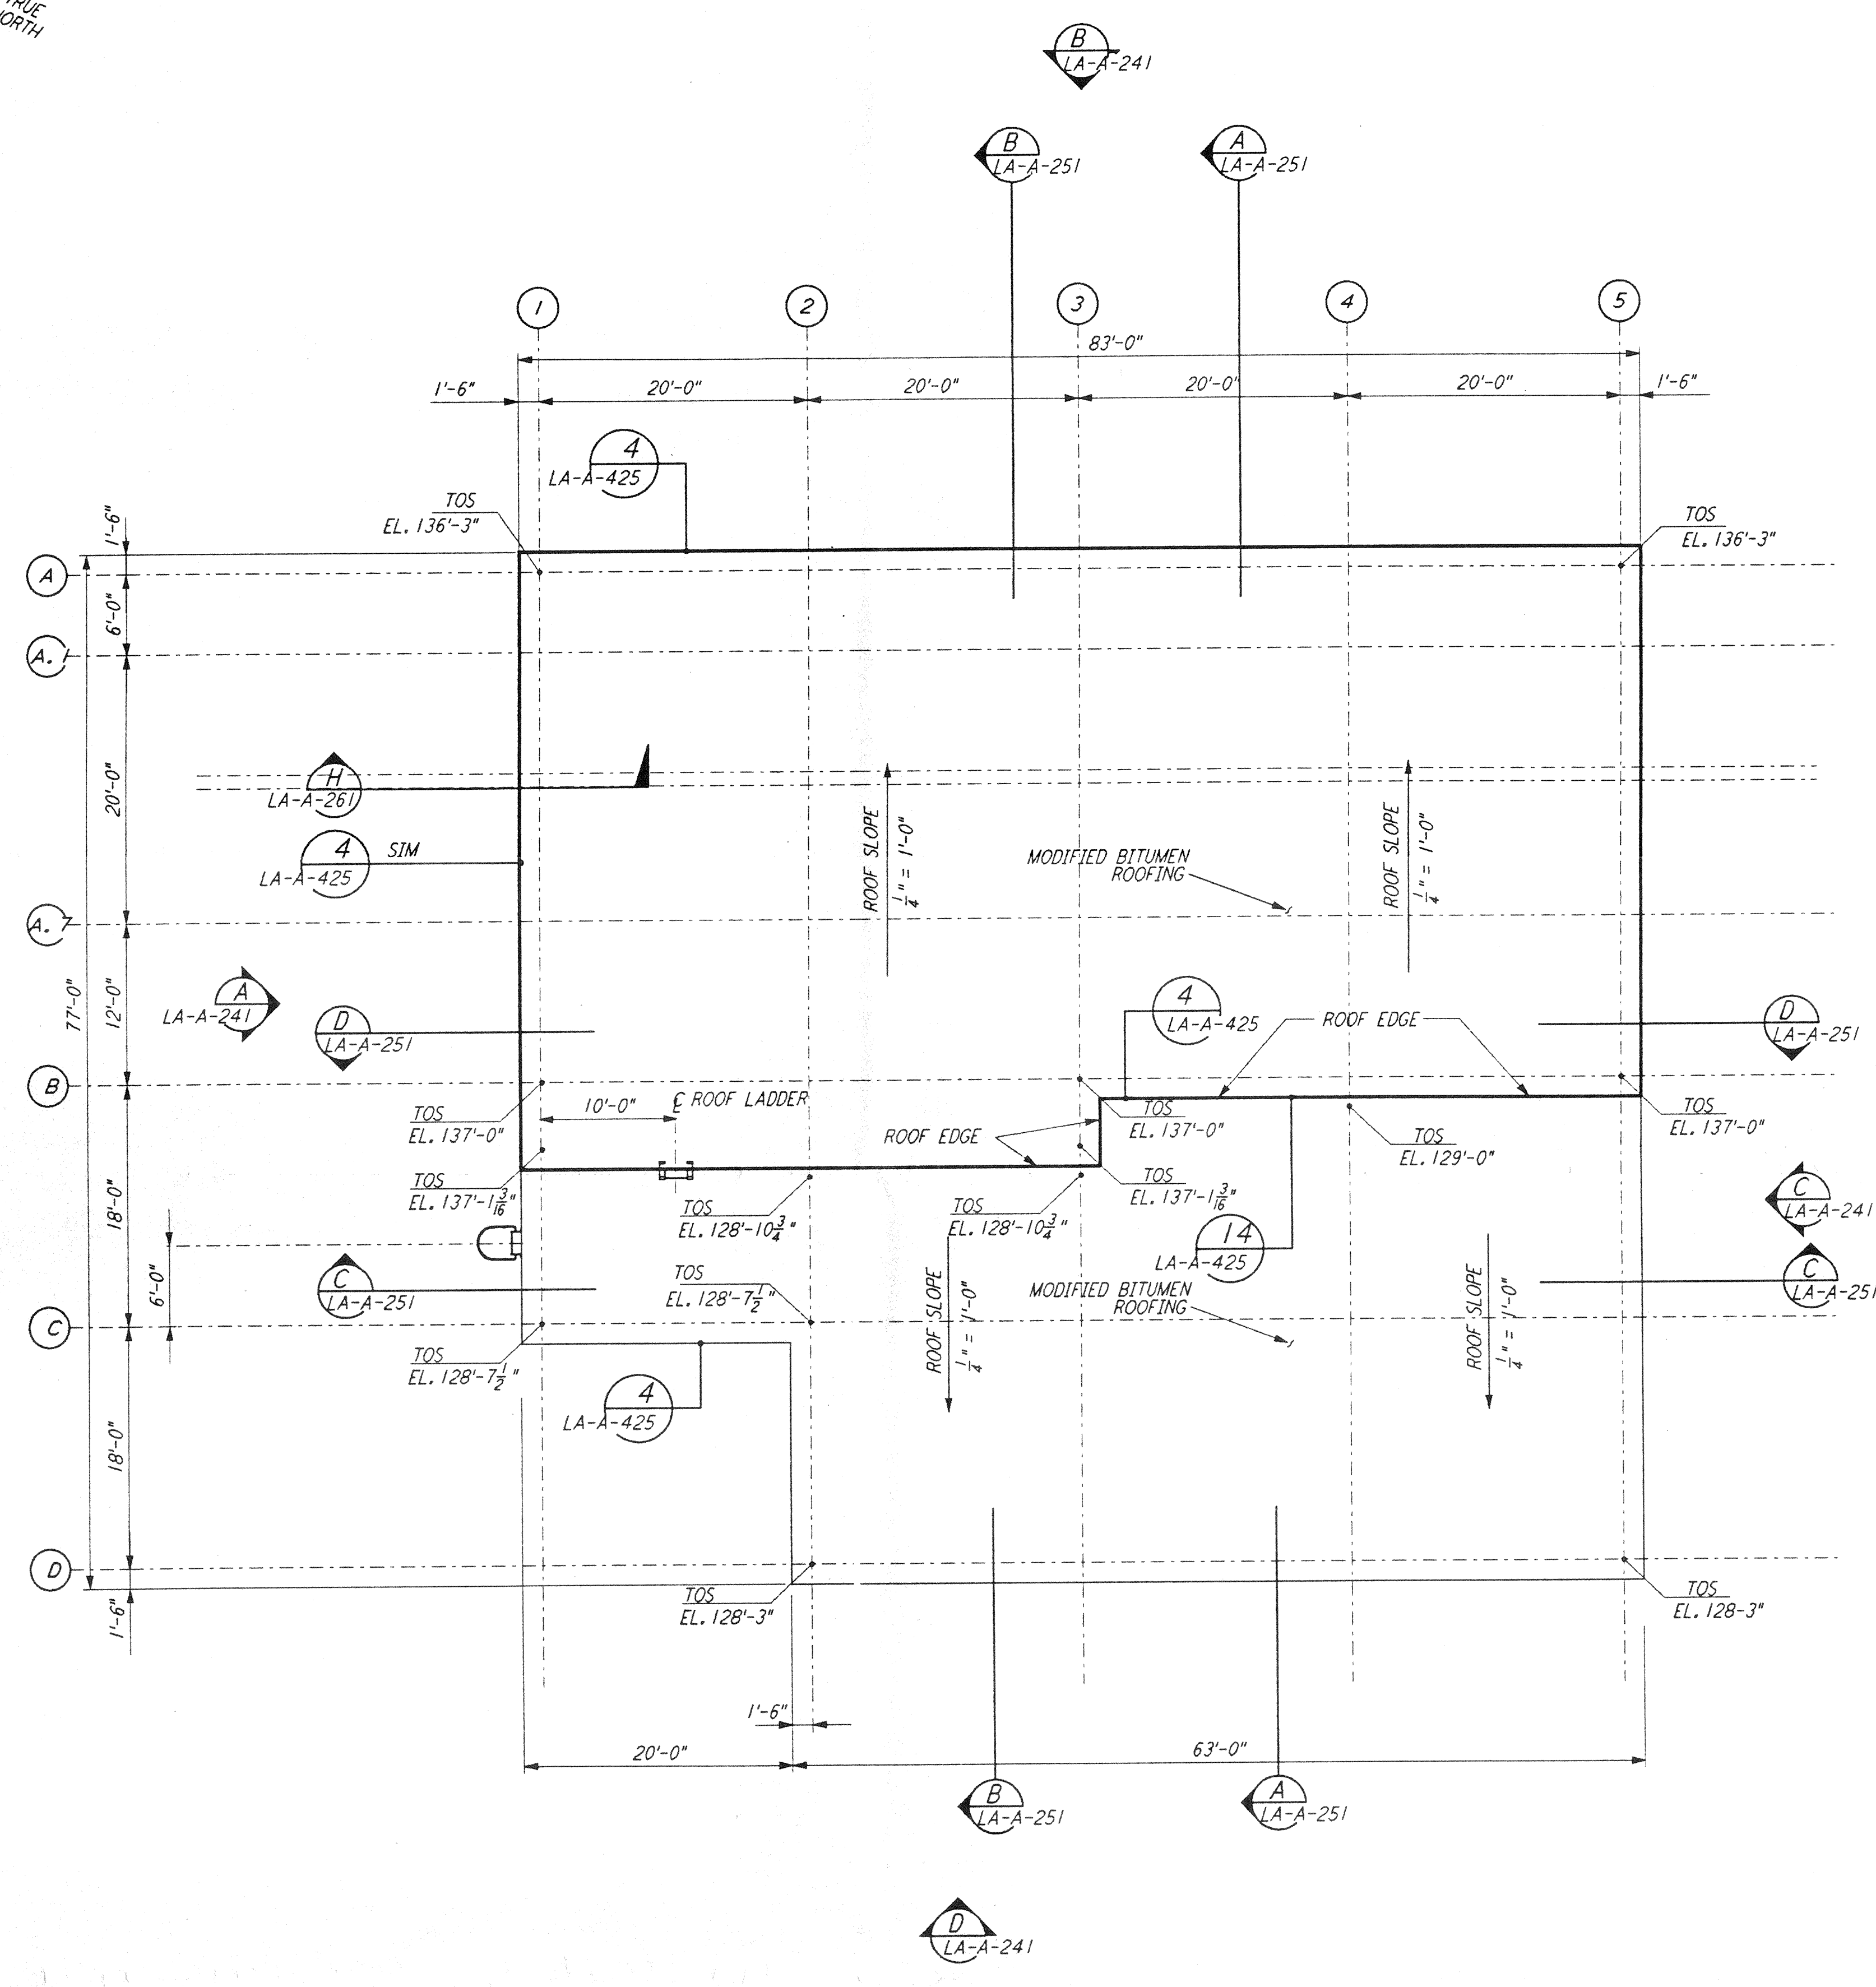 TRUE
NORTH
B
LA-A-241
B
LA-A-251
A
LA-A-251
1
2
3
4
5
83'-0"
1'-6"
20'-0"
20'-0"
20'-0"
20'-0"
1'-6"
4
LA-A-425
TOS
EL. 136'-3"
TOS
EL. 136'-3"
1'-6"
A
6'-0"
A.1
20'-0"
H
LA-A-261
4
SIM
LA-A-425
ROOF SLOPE
1/4" = 1'-0"
MODIFIED BITUMEN
ROOFING
ROOF SLOPE
1/4" = 1'-0"
A.7
77'-0"
12'-0"
A
LA-A-241
D
LA-A-251
4
LA-A-425
ROOF EDGE
D
LA-A-251
B
TOS
EL. 137'-0"
10'-0"
℄ ROOF LADDER
ROOF EDGE
TOS
EL. 137'-0"
TOS
EL. 129'-0"
TOS
EL. 137'-0"
TOS
EL. 137'-1 3/16"
TOS
EL. 128'-10 3/4"
TOS
EL. 128'-10 3/4"
TOS
EL. 137'-1 3/16"
C
LA-A-241
18'-0"
6'-0"
14
LA-A-425
C
LA-A-251
C
LA-A-251
TOS
EL. 128'-7 1/2"
ROOF SLOPE
1/4" = 1'-0"
MODIFIED BITUMEN
ROOFING
ROOF SLOPE
1/4" = 1'-0"
C
TOS
EL. 128'-7 1/2"
4
LA-A-425
18'-0"
D
1'-6"
TOS
EL. 128'-3"
TOS
EL. 128-3"
1'-6"
20'-0"
63'-0"
B
LA-A-251
A
LA-A-251
D
LA-A-241